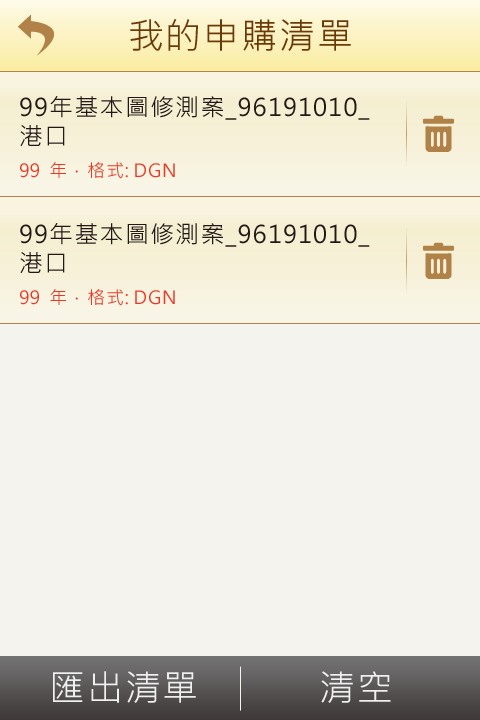 我的申購清單
99年基本圖修測案_96191010_
港口
99 年 · 格式: DGN
99年基本圖修測案_96191010_
港口
99 年 · 格式: DGN
匯出清單
清空